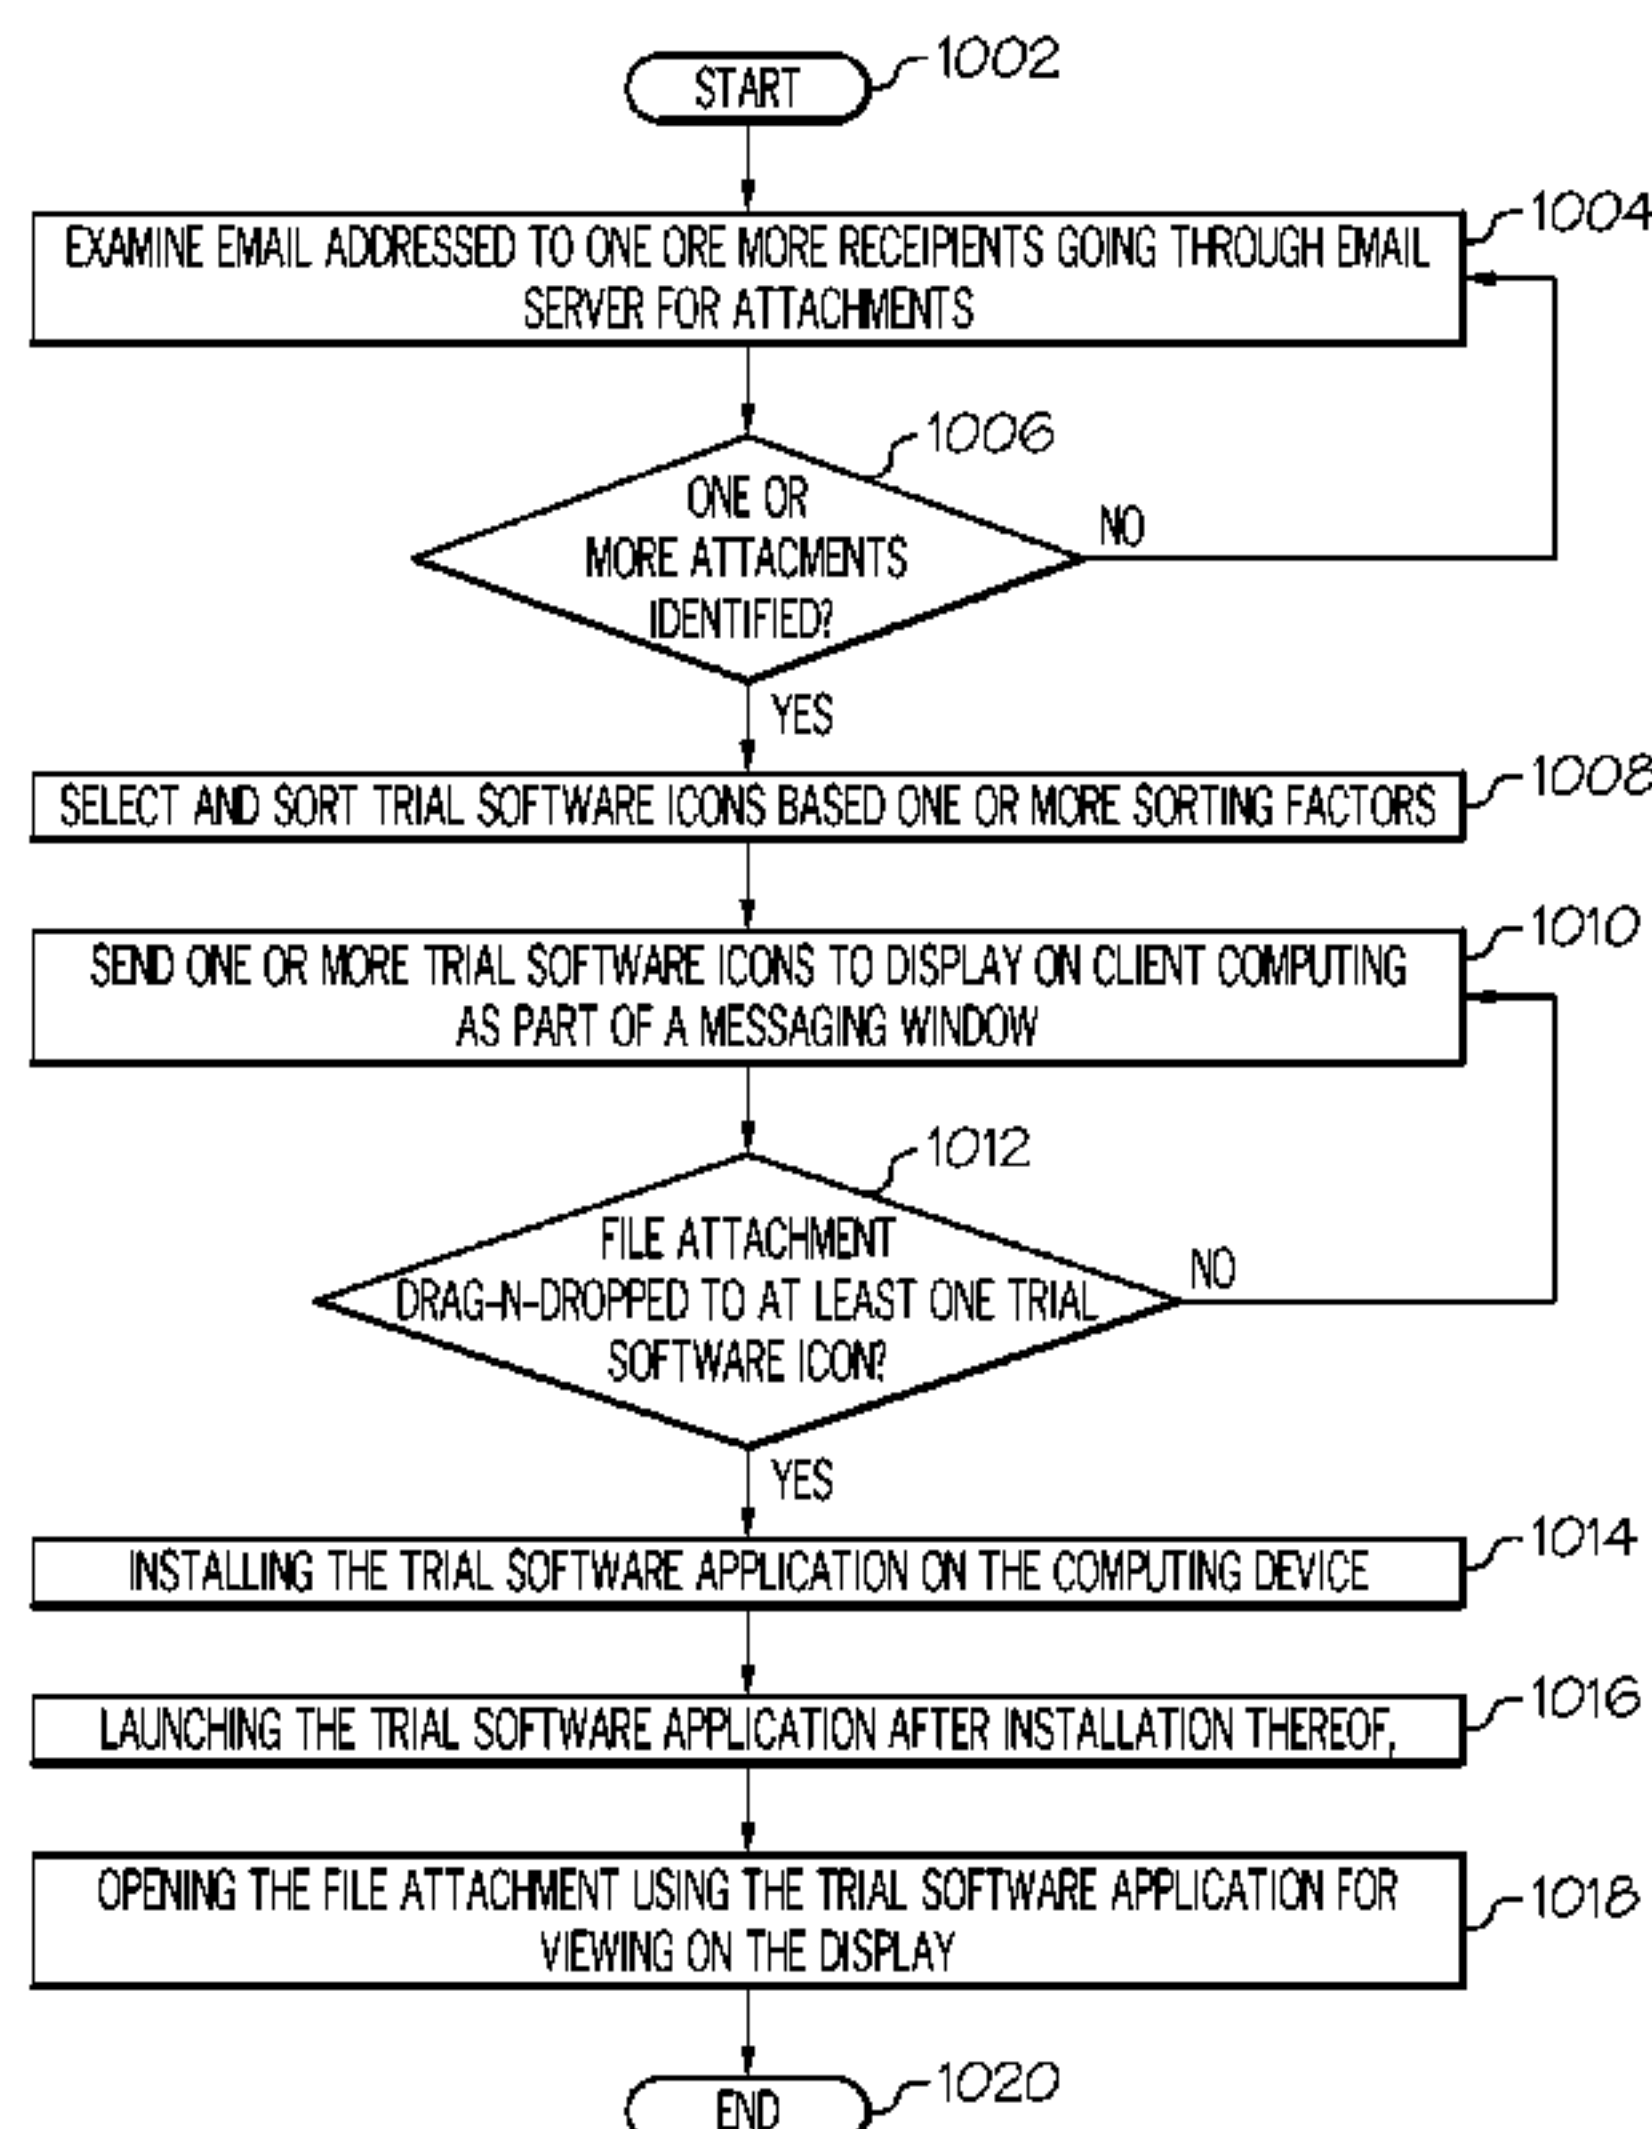 START
1002
1004
EXAMINE EMAIL ADDRESSED TO ONE ORE MORE RECEIPIENTS GOING THROUGH EMAIL
SERVER FOR ATTACHMENTS
1006
ONE OR
MORE ATTACMENTS
IDENTIFIED?
NO
YES
1008
SELECT AND SORT TRIAL SOFTWARE ICONS BASED ONE OR MORE SORTING FACTORS
1010
SEND ONE OR MORE TRIAL SOFTWARE ICONS TO DISPLAY ON CLIENT COMPUTING
AS PART OF A MESSAGING WINDOW
1012
FILE ATTACHMENT
DRAG-N-DROPPED TO AT LEAST ONE TRIAL
SOFTWARE ICON?
NO
YES
1014
INSTALLING THE TRIAL SOFTWARE APPLICATION ON THE COMPUTING DEVICE
1016
LAUNCHING THE TRIAL SOFTWARE APPLICATION AFTER INSTALLATION THEREOF,
1018
OPENING THE FILE ATTACHMENT USING THE TRIAL SOFTWARE APPLICATION FOR
VIEWING ON THE DISPLAY
1020
END